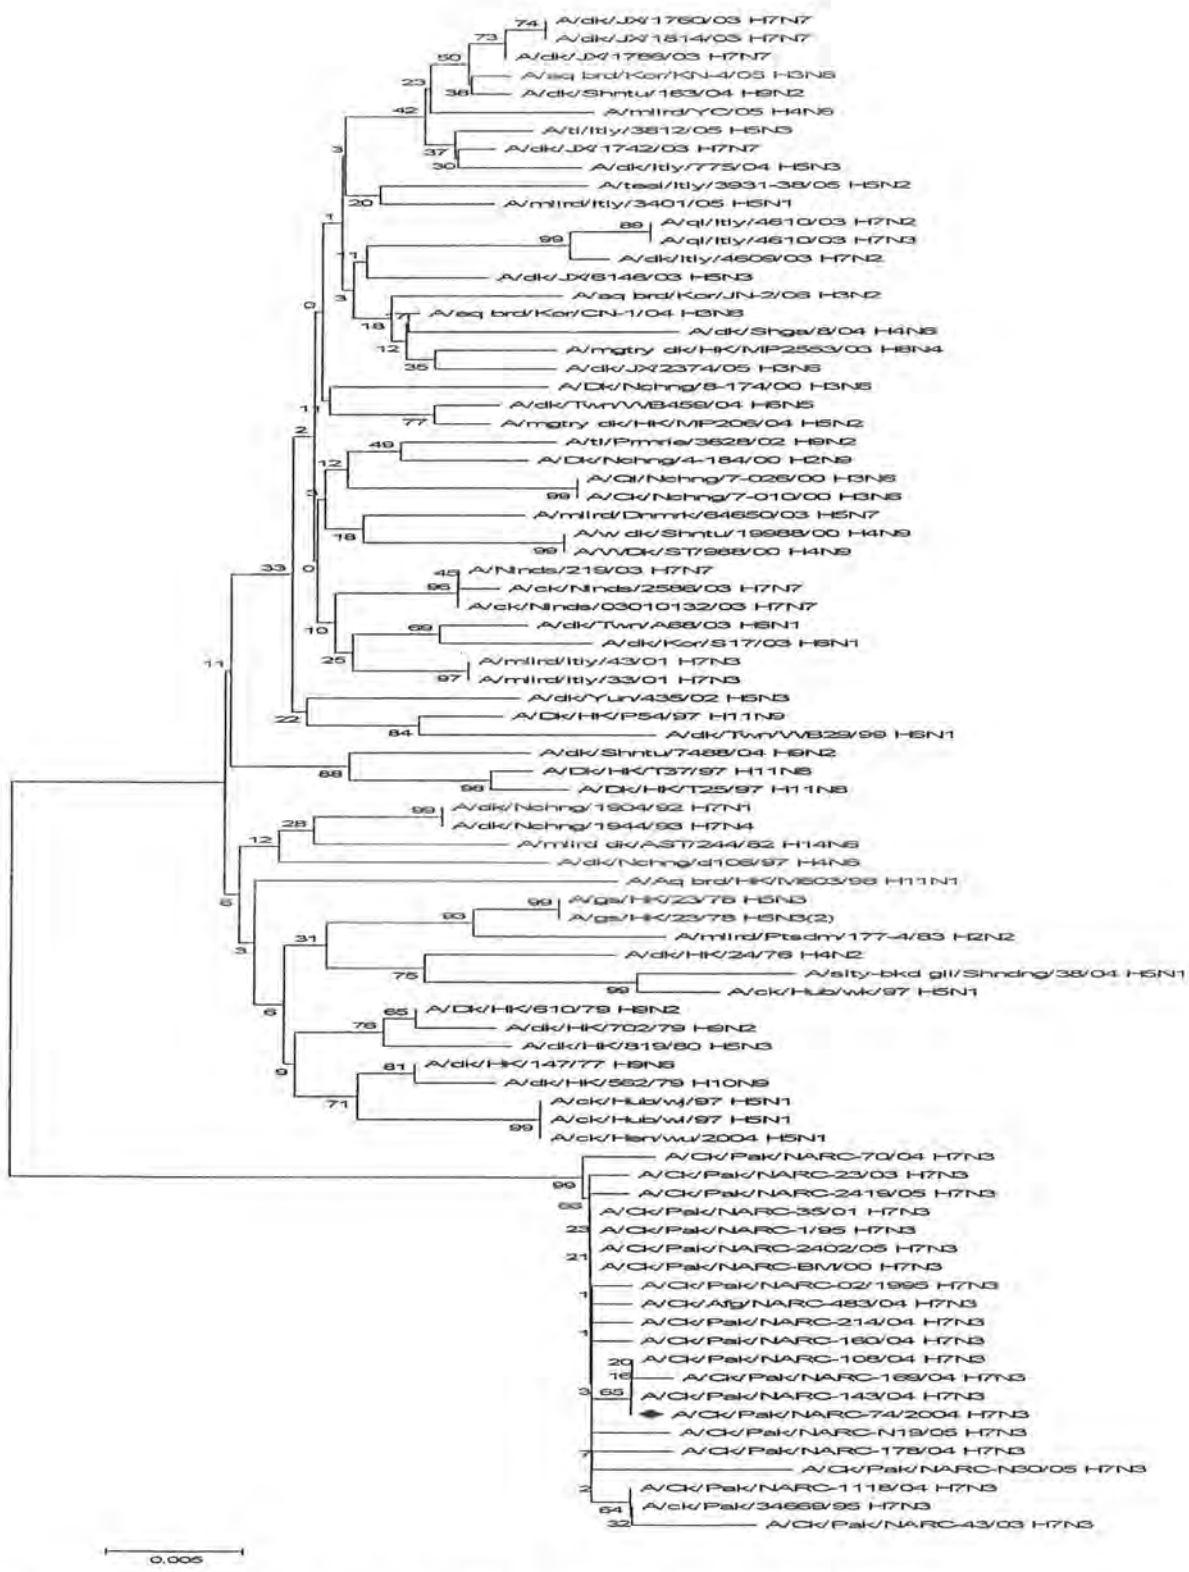 74 A/dk/JX/1760/03 H7N7
A/dk/JX/1814/03 H7N7
73 A/dk/JX/1786/03 H7N7
50 A/aq brd/Kor/KN-4/05 H3N6
23 38 A/dk/Shntu/163/04 H9N2
42 A/mllrd/YC/05 H4N6
A/tl/Itly/3812/05 H5N3
37 A/dk/JX/1742/03 H7N7
3 30 A/dk/Itly/775/04 H5N3
A/teal/Itly/3931-38/05 H5N2
20 A/mllrd/Itly/3401/05 H5N1
1 89 A/ql/Itly/4610/03 H7N2
99 A/ql/Itly/4610/03 H7N3
11 A/dk/Itly/4609/03 H7N2
A/dk/JX/6146/03 H5N3
3 A/aq brd/Kor/JN-2/06 H3N2
0 17 A/aq brd/Kor/CN-1/04 H3N8
18 A/dk/Shga/8/04 H4N6
12 A/mgtry dk/HK/MP2553/03 H8N4
35 A/dk/JX/2374/05 H3N6
A/Dk/Nchng/8-174/00 H3N6
11 A/dk/Twn/WB459/04 H6N5
77 A/mgtry dk/HK/MP206/04 H5N2
2 49 A/tl/Prmrie/3628/02 H9N2
12 A/Dk/Nchng/4-184/00 H2N9
A/Ql/Nchng/7-026/00 H3N6
99 A/Ck/Nchng/7-010/00 H3N6
A/mllrd/Dnmrk/64650/03 H5N7
18 A/w dk/Shntu/19988/00 H4N9
99 A/WDk/ST/988/00 H4N9
33 0 45 A/Nlnds/219/03 H7N7
96 A/ck/Nlnds/2586/03 H7N7
A/ck/Nlnds/03010132/03 H7N7
10 69 A/dk/Twn/A68/03 H6N1
A/dk/Kor/S17/03 H6N1
11 25 A/mllrd/Itly/43/01 H7N3
97 A/mllrd/Itly/33/01 H7N3
A/dk/Yun/435/02 H5N3
22 A/Dk/HK/P54/97 H11N9
84 A/dk/Twn/WB29/99 H6N1
A/dk/Shntu/7488/04 H9N2
88 A/Dk/HK/T37/97 H11N8
98 A/Dk/HK/T25/97 H11N8
99 A/dk/Nchng/1904/92 H7N1
28 A/dk/Nchng/1944/93 H7N4
12 A/mllrd dk/AST/244/82 H14N6
A/dk/Nchng/d106/97 H4N6
A/Aq brd/HK/M603/98 H11N1
6 99 A/gs/HK/23/78 H5N3
93 A/gs/HK/23/78 H5N3(2)
31 A/mllrd/Ptsdm/177-4/83 H2N2
3 A/dk/HK/24/76 H4N2
75 A/slty-bkd gll/Shndng/38/04 H5N1
99 A/ck/Hub/wk/97 H5N1
6 65 A/Dk/HK/610/79 H9N2
76 A/dk/HK/702/79 H9N2
A/dk/HK/819/80 H5N3
9 81 A/dk/HK/147/77 H9N6
A/dk/HK/562/79 H10N9
71 A/ck/Hub/wj/97 H5N1
A/ck/Hub/wl/97 H5N1
99 A/ck/Hen/wu/2004 H5N1
A/Ck/Pak/NARC-70/04 H7N3
99 A/Ck/Pak/NARC-23/03 H7N3
A/Ck/Pak/NARC-2419/05 H7N3
66 A/Ck/Pak/NARC-35/01 H7N3
23 A/Ck/Pak/NARC-1/95 H7N3
A/Ck/Pak/NARC-2402/05 H7N3
21 A/Ck/Pak/NARC-BM/00 H7N3
1 A/Ck/Pak/NARC-02/1995 H7N3
A/Ck/Afg/NARC-483/04 H7N3
1 A/Ck/Pak/NARC-214/04 H7N3
A/Ck/Pak/NARC-160/04 H7N3
20 A/Ck/Pak/NARC-108/04 H7N3
16 A/Ck/Pak/NARC-169/04 H7N3
3 65 A/Ck/Pak/NARC-143/04 H7N3
A/Ck/Pak/NARC-74/2004 H7N3
A/Ck/Pak/NARC-N19/05 H7N3
7 A/Ck/Pak/NARC-178/04 H7N3
A/Ck/Pak/NARC-N30/05 H7N3
2 A/Ck/Pak/NARC-1118/04 H7N3
64 A/ck/Pak/34669/95 H7N3
32 A/Ck/Pak/NARC-43/03 H7N3
0.005